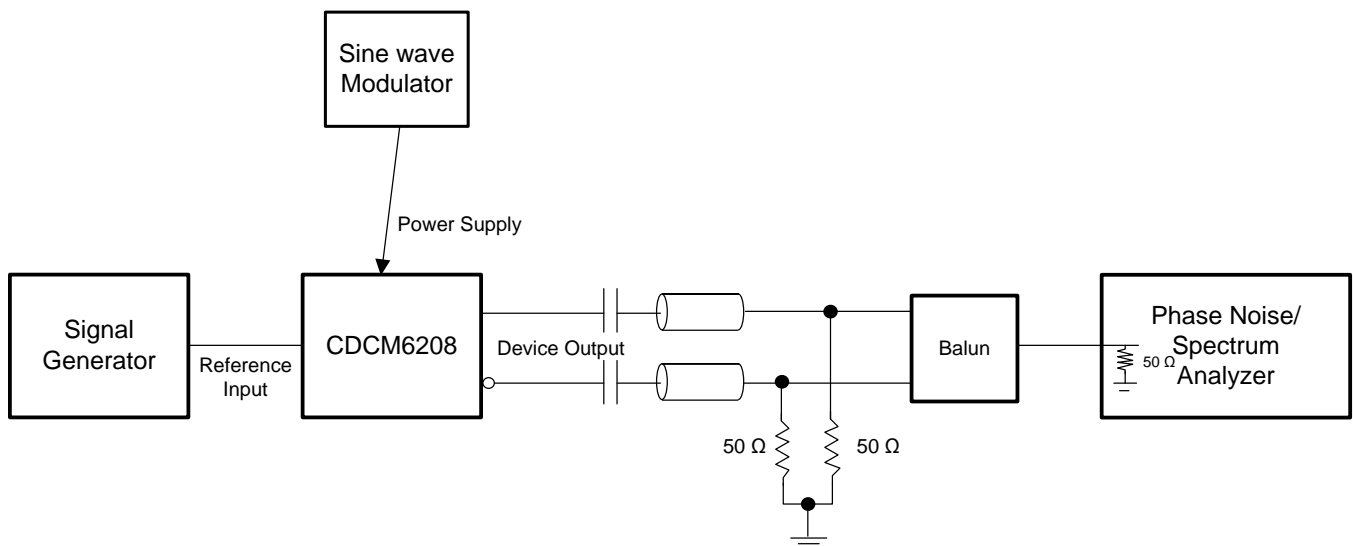 Sine wave
Modulator
Power Supply
Signal
Generator
Reference
Input
CDCM6208
Device Output
50 Ω
50 Ω
Balun
Phase Noise/
Spectrum
Analyzer
50 Ω